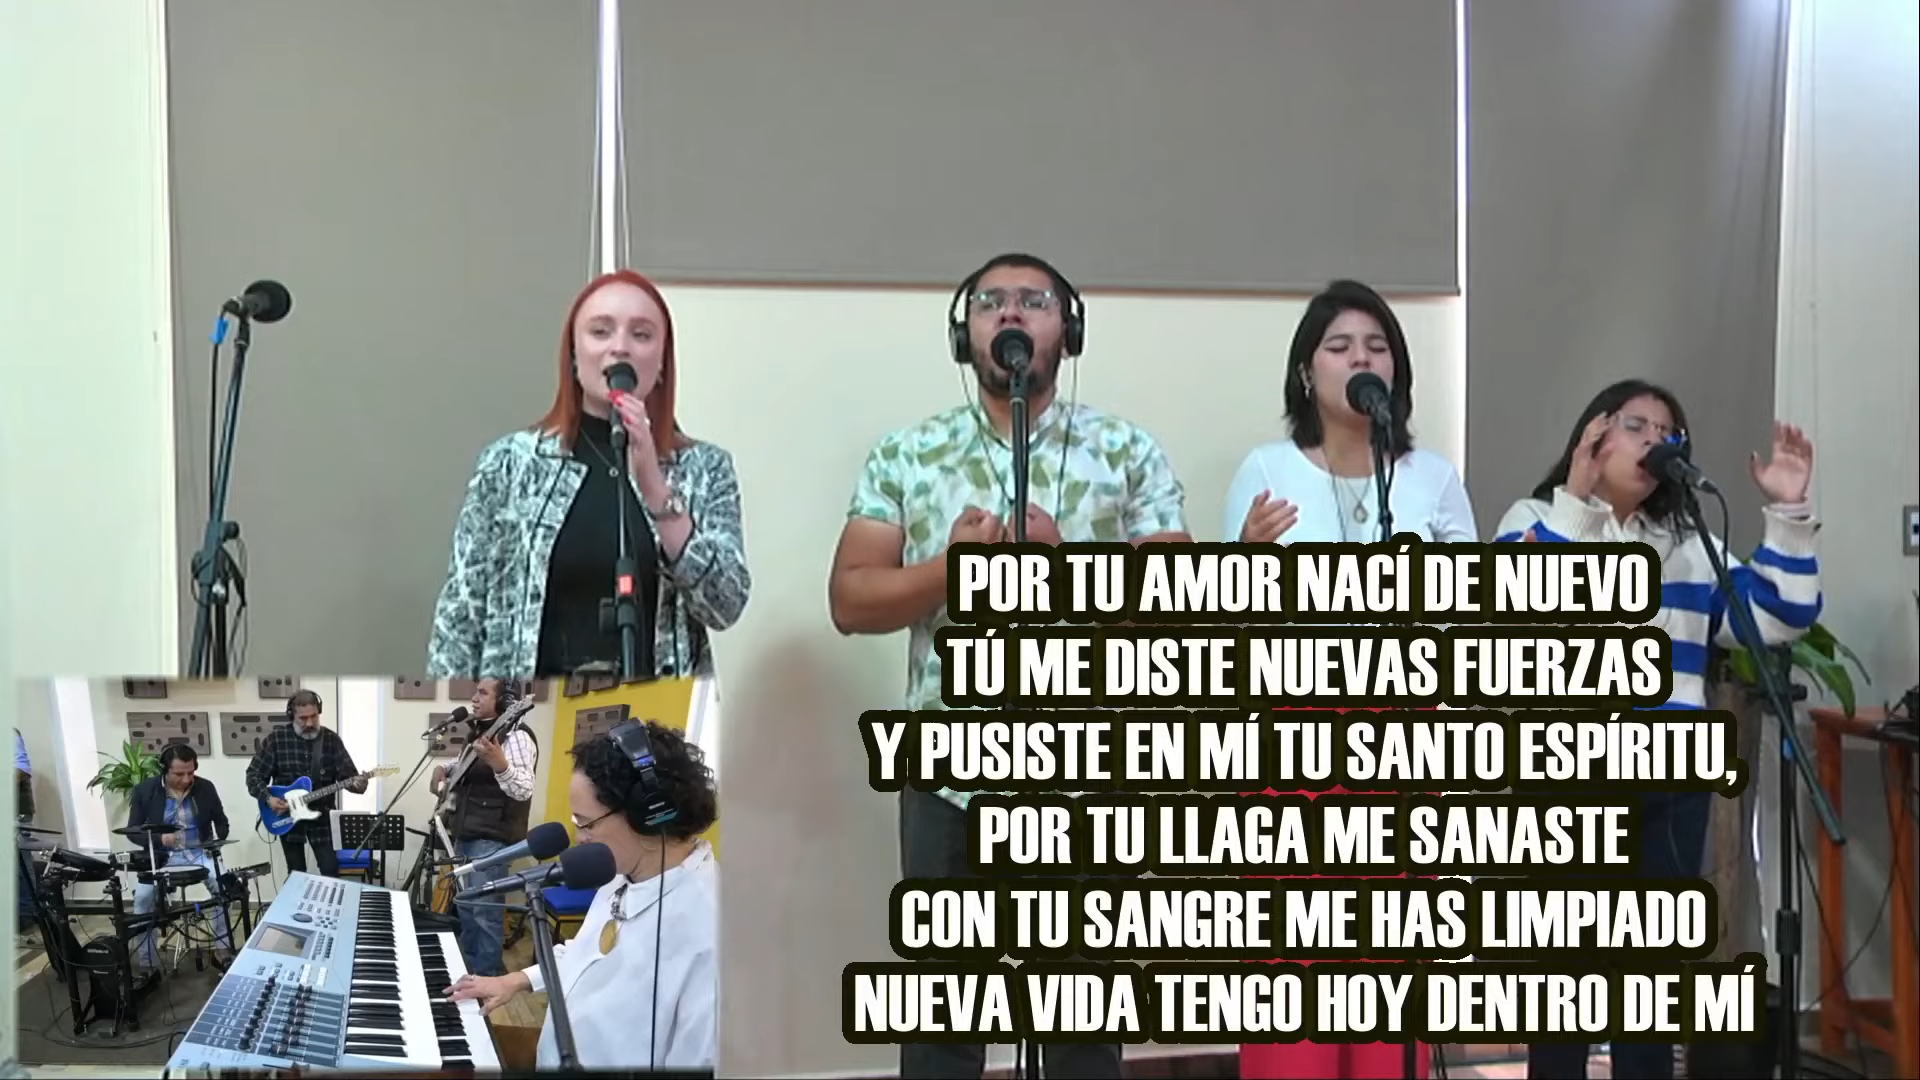 POR TU AMOR NACÍ DE NUEVO
TÚ ME DISTE NUEVAS FUERZAS
Y PUSISTE EN MÍ TU SANTO ESPÍRITU,
POR TU LLAGA ME SANASTE
CON TU SANGRE ME HAS LIMPIADO
NUEVA VIDA TENGO HOY DENTRO DE MÍ